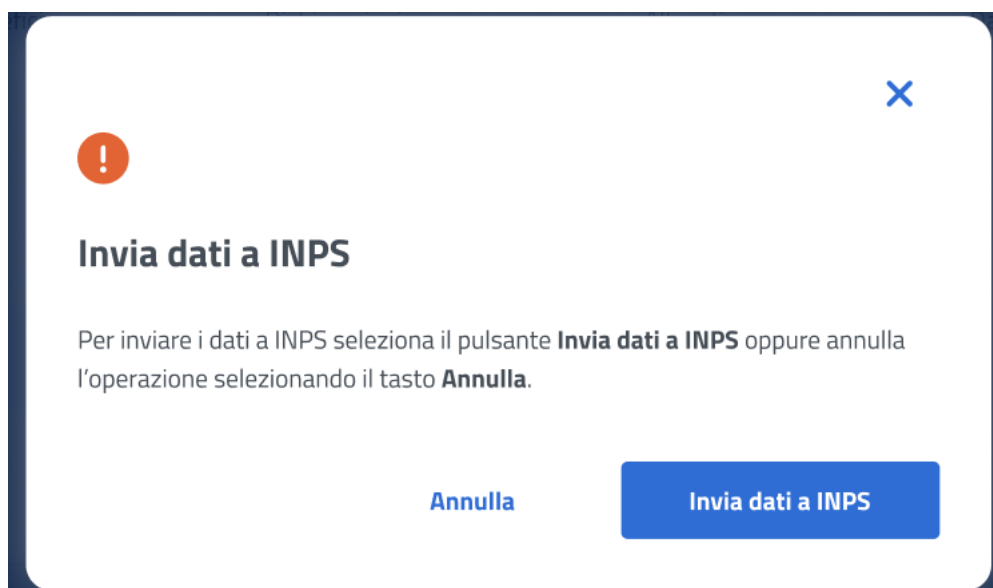 Invia dati a INPS
Per inviare i dati a INPS seleziona il pulsante Invia dati a INPS oppure annulla
l’operazione selezionando il tasto Annulla.
Annulla
Invia dati a INPS